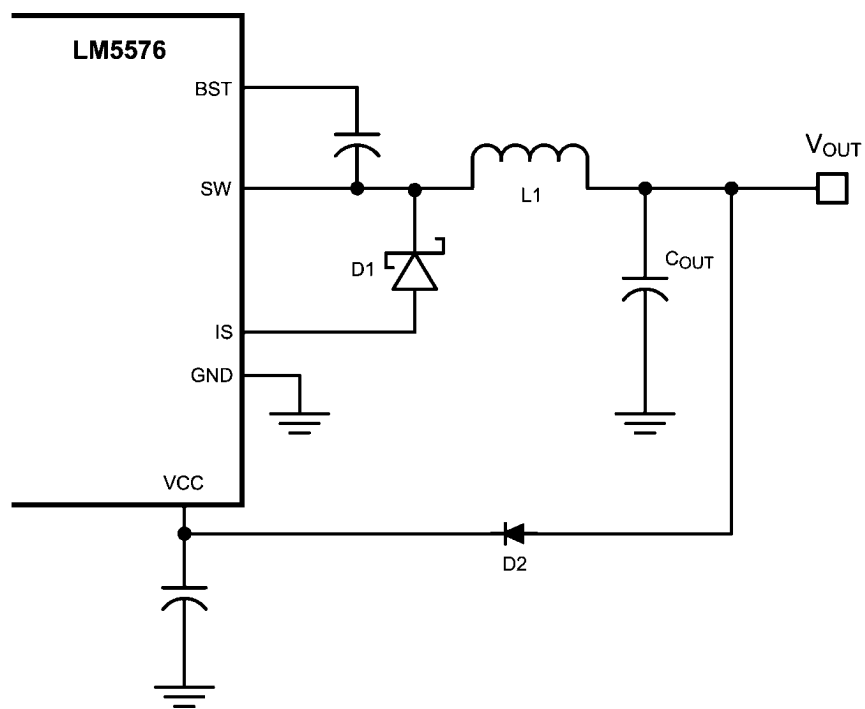 LM5576
BST
VOUT
SW
L1
D1
COUT
IS
GND
VCC
D2